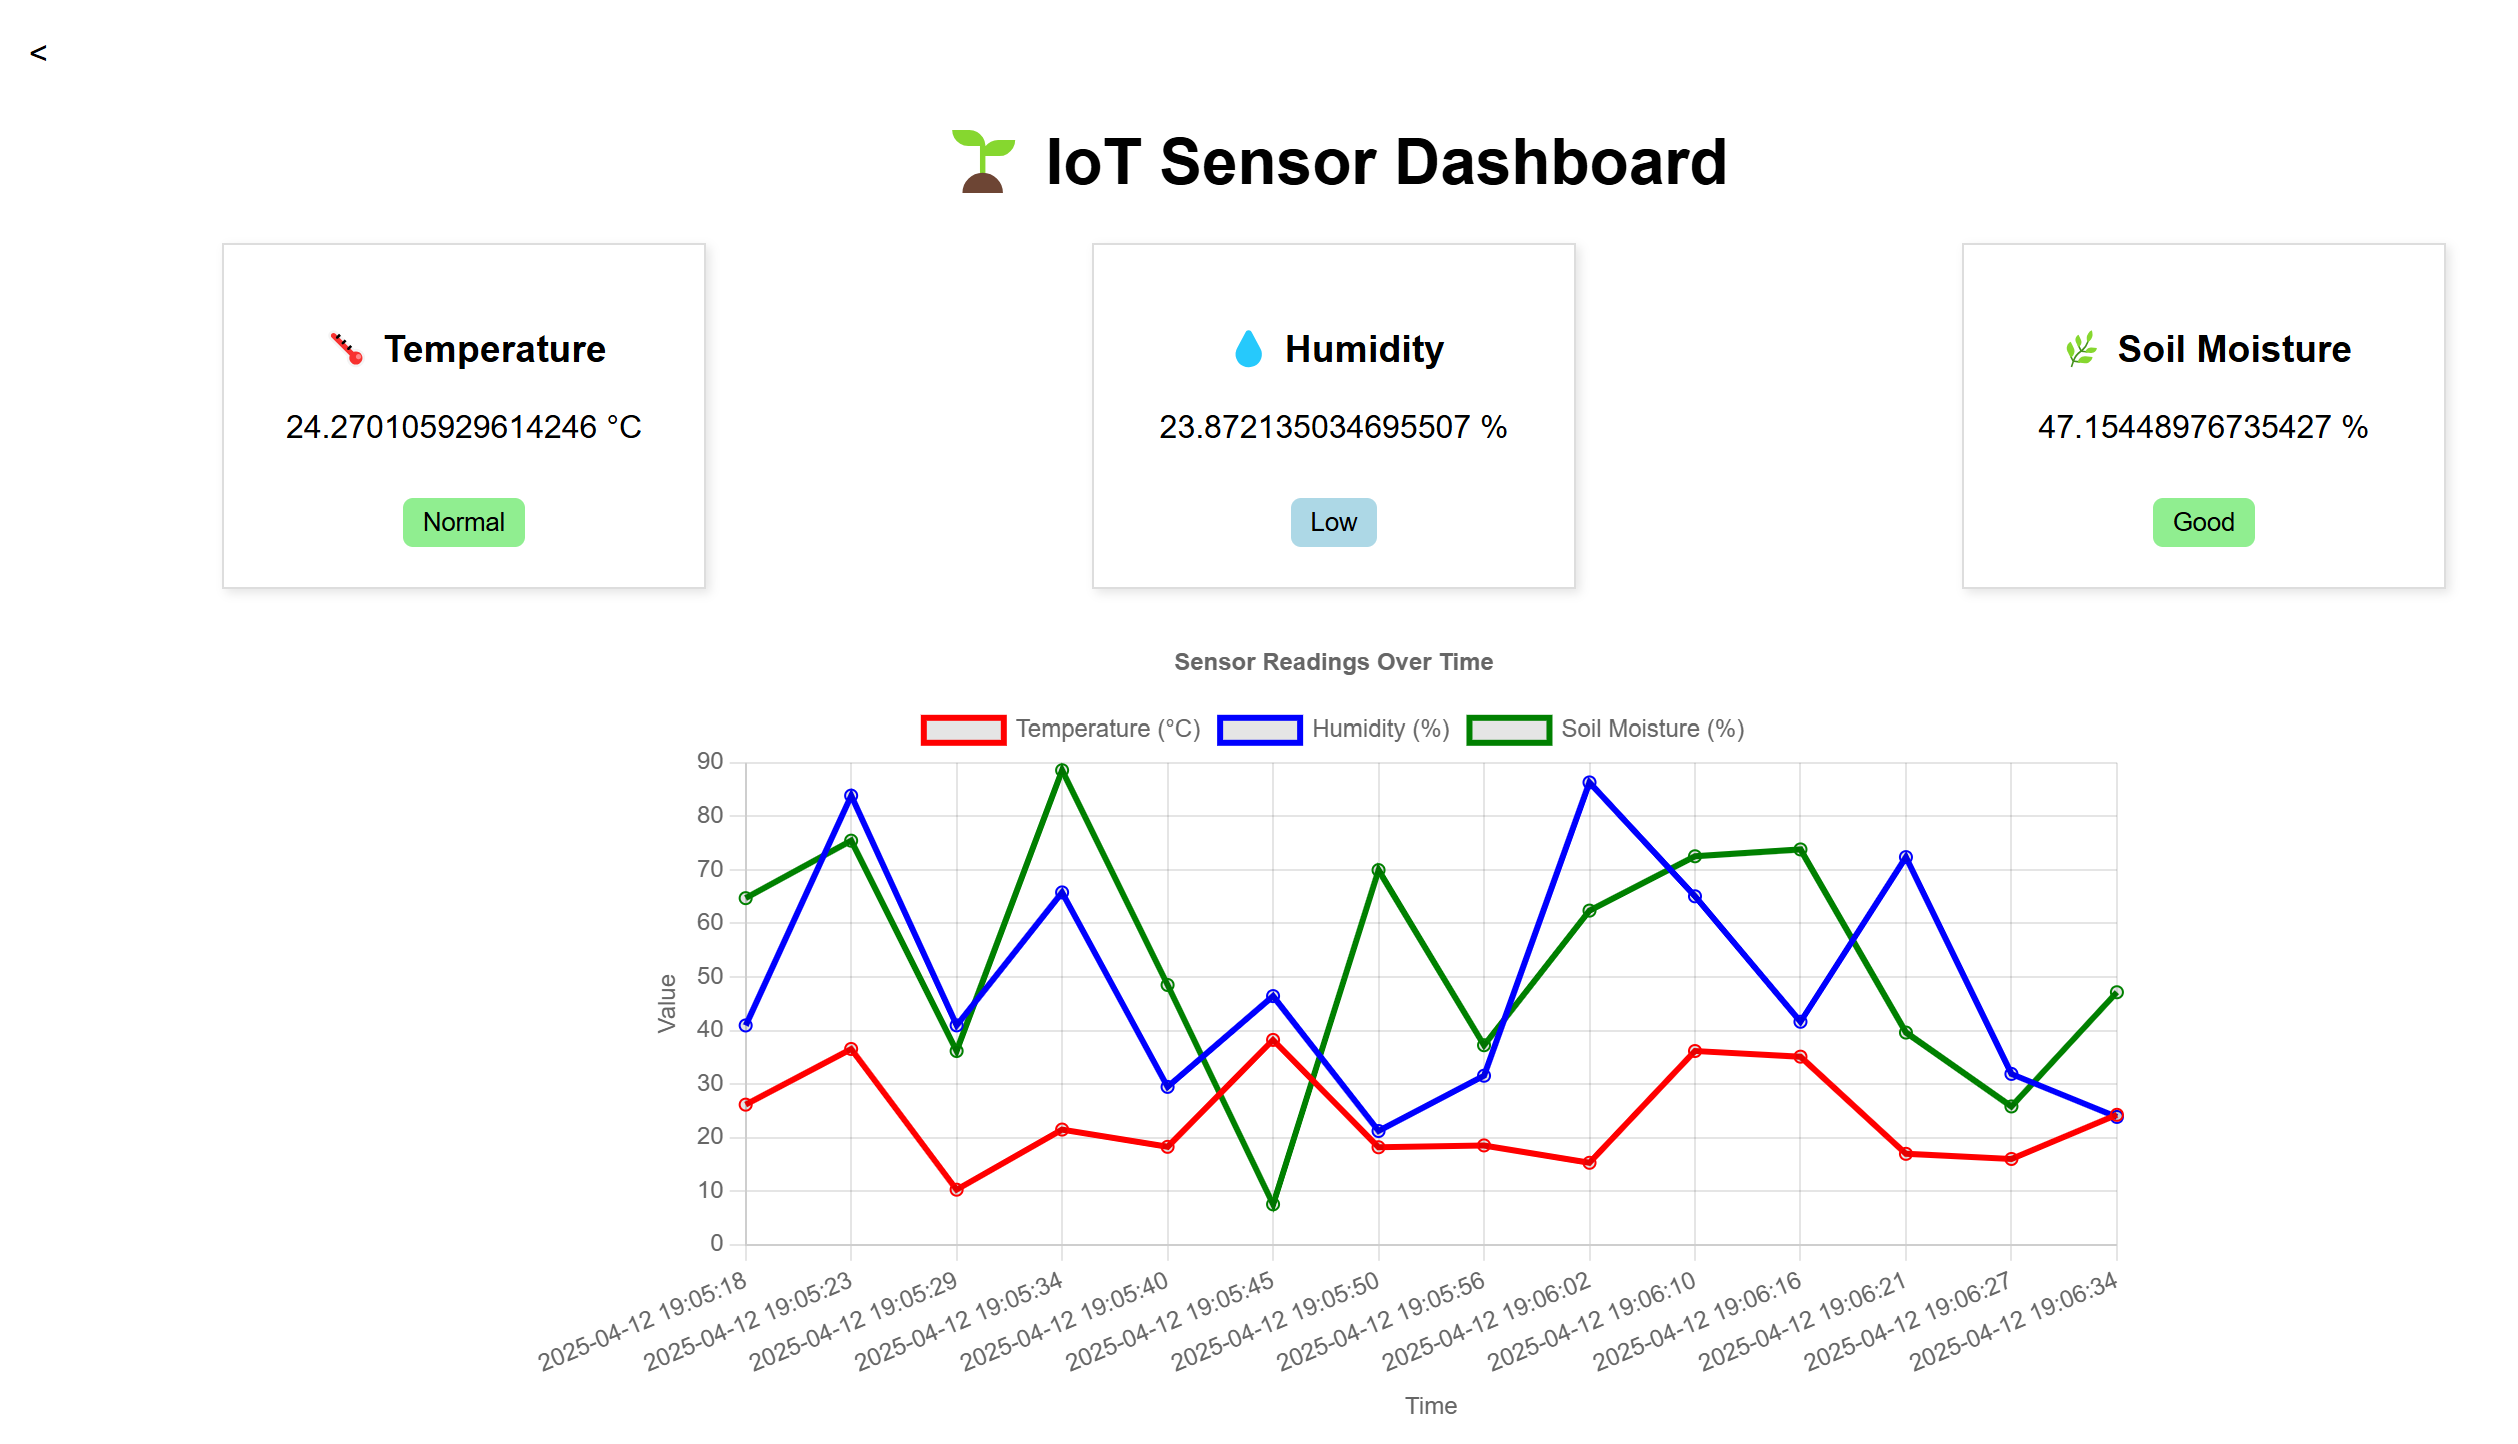 <
IoT Sensor Dashboard
Temperature
24.270105929614246 °C
Normal
Humidity
23.872135034695507 %
Low
Soil Moisture
47.15448976735427 %
Good
Sensor Readings Over Time
Temperature (°C) Humidity (%) Soil Moisture (%)
90
80
70
60
50
40
30
20
10
0
Value
2025-04-12 19:05:18
2025-04-12 19:05:23
2025-04-12 19:05:29
2025-04-12 19:05:34
2025-04-12 19:05:40
2025-04-12 19:05:45
2025-04-12 19:05:50
2025-04-12 19:05:56
2025-04-12 19:06:02
2025-04-12 19:06:10
2025-04-12 19:06:16
2025-04-12 19:06:21
2025-04-12 19:06:27
2025-04-12 19:06:34
Time